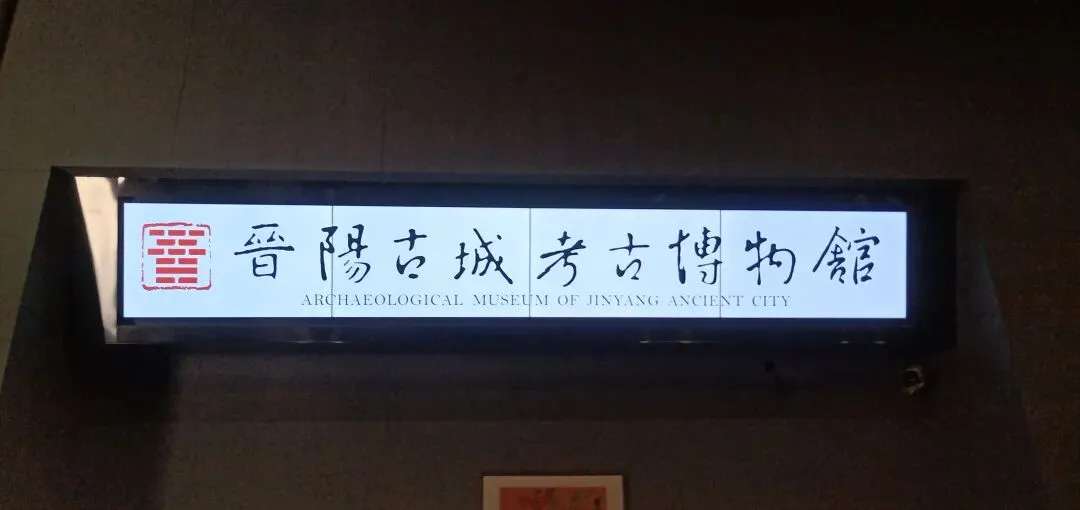 晉陽古城考古博物館
ARCHAEOLOGICAL MUSEUM OF JINYANG ANCIENT CITY